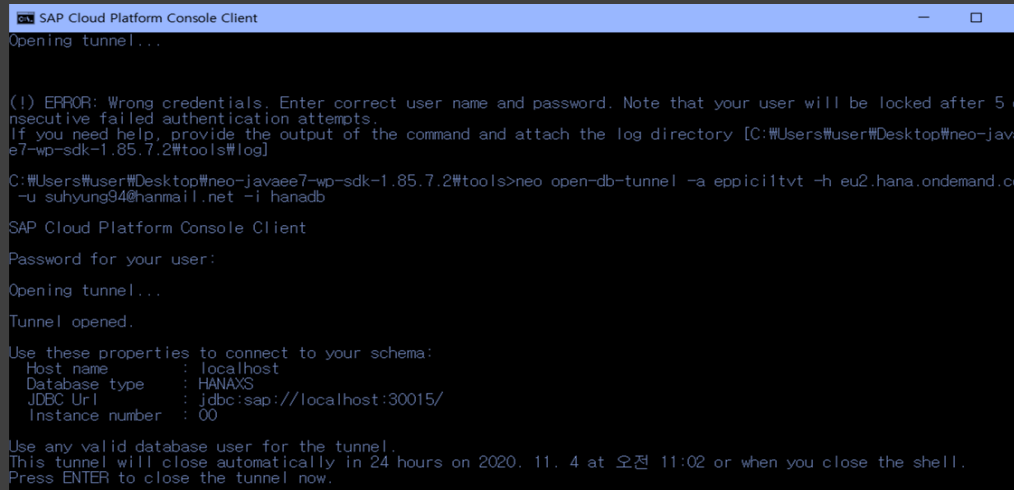 SAP Cloud Platform Console Client
Opening tunnel...
(!) ERROR: Wrong credentials. Enter correct user name and password. Note that your user will be locked after 5
nsecutive failed authentication attempts.
If you need help, provide the output of the command and attach the log directory [C:₩Users₩user₩Desktop₩neo-jav
e7-wp-sdk-1.85.7.2₩tools₩log]
C:₩Users₩user₩Desktop₩neo-javaee7-wp-sdk-1.85.7.2₩tools>neo open-db-tunnel -a eppici1tvt -h eu2.hana.ondemand.c
-u suhyung94@hanmail.net -i hanadb
SAP Cloud Platform Console Client
Password for your user:
Opening tunnel...
Tunnel opened.
Use these properties to connect to your schema:
Host name : localhost
Database type : HANAXS
JDBC Url : jdbc:sap://localhost:30015/
Instance number : 00
Use any valid database user for the tunnel.
This tunnel will close automatically in 24 hours on 2020. 11. 4 at 오전 11:02 or when you close the shell.
Press ENTER to close the tunnel now.